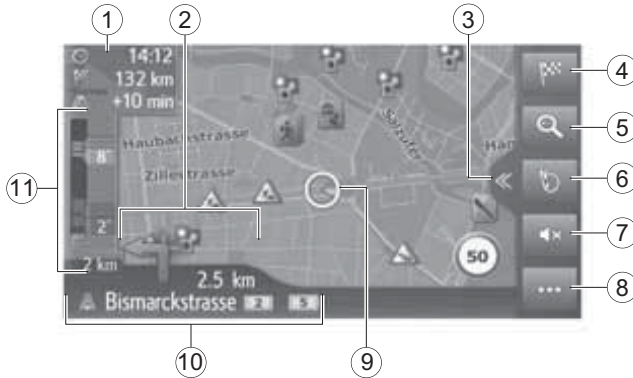 1
2
3
4
5
6
7
8
9
10
11
14:12
132 km
+10 min
Haubachstrasse
Zillestrasse
Salzufer
Han
8'
2'
2 km
50
2.5 km
Bismarckstrasse 2 5